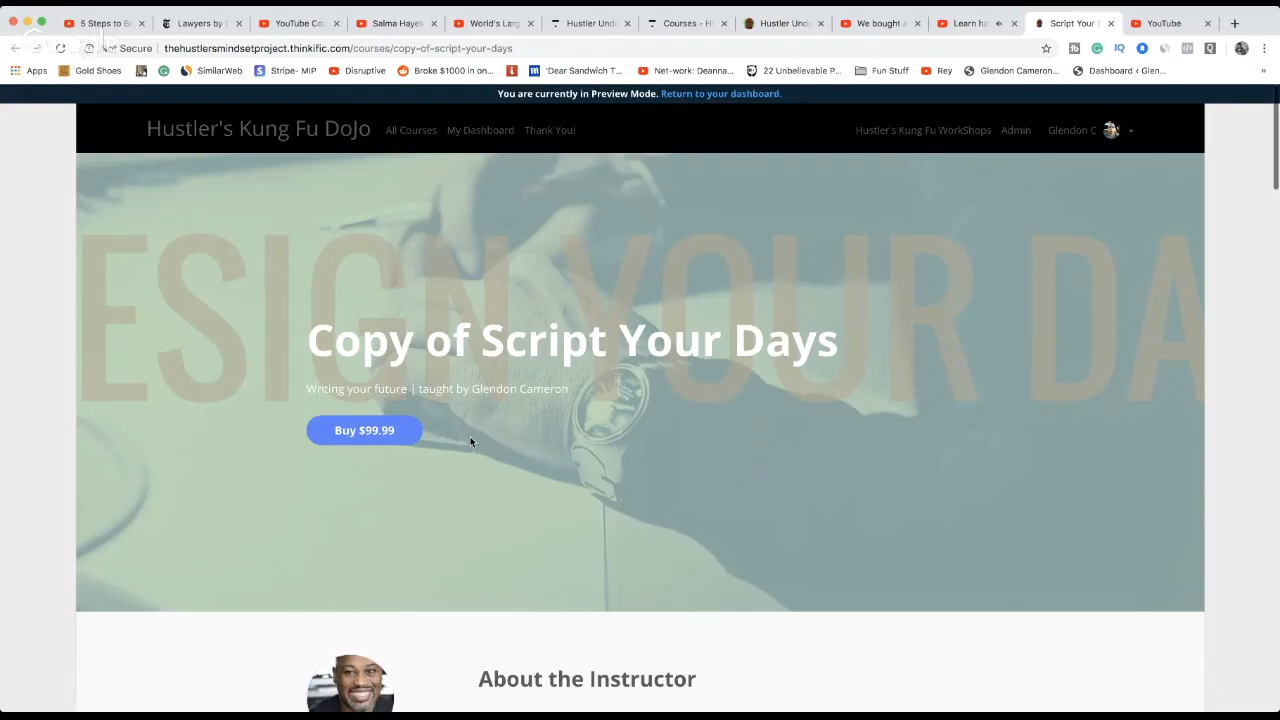 5 Steps to B
Lawyers by D
YouTube Cou
Salma Hayek
World's Larg
Hustler Unde
Courses - Hu
Hustler Unde
We bought a
Learn ho
Script Your D
YouTube
Not Secure
thehustlersmindsetproject.thinkific.com/courses/copy-of-script-your-days
Apps
Gold Shoes
SimilarWeb
Stripe- MIP
Disruptive
Broke $1000 in on...
'Dear Sandwich T...
Net-work: Deanna...
22 Unbelievable P...
Fun Stuff
Rey
Glendon Cameron...
Dashboard ‹ Glen...
You are currently in Preview Mode. Return to your dashboard.
Hustler's Kung Fu DoJo
All Courses
My Dashboard
Thank You!
Hustler's Kung Fu WorkShops
Admin
Glendon C
ESIGN YOUR DA
Copy of Script Your Days
Writing your future | taught by Glendon Cameron
Buy $99.99
About the Instructor